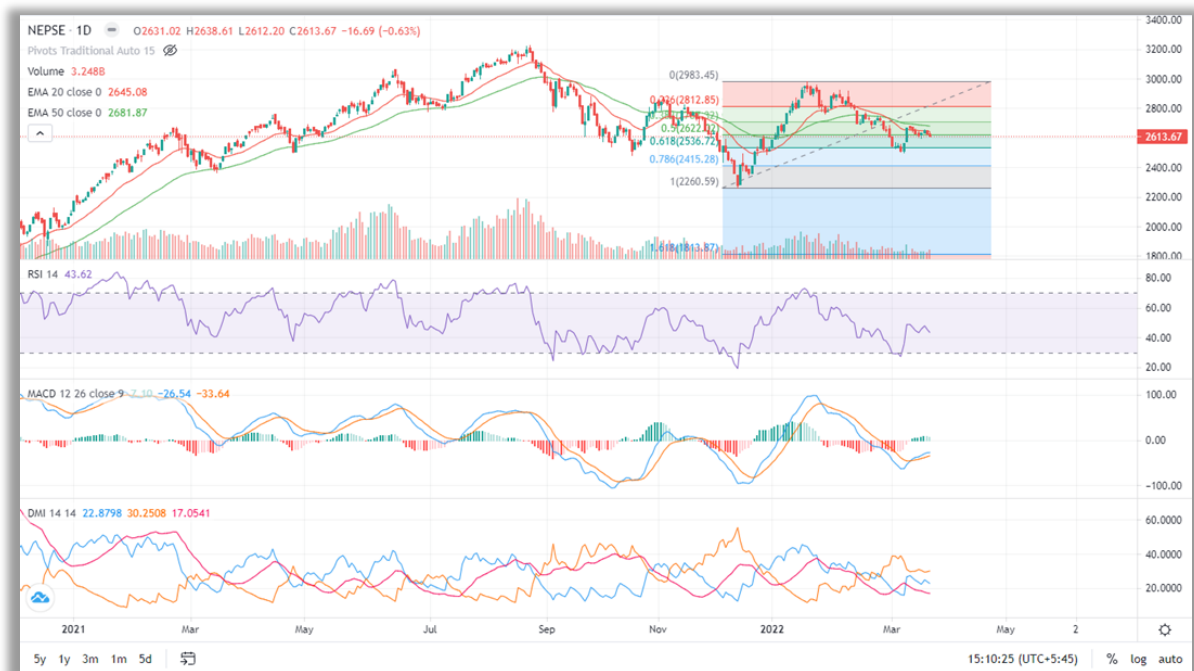 NEPSE · 1D O2631.02 H2638.61 L2612.20 C2613.67 −16.69 (−0.63%)
Pivots Traditional Auto 15
Volume 3.248B
EMA 20 close 0 2645.08
EMA 50 close 0 2681.87
3400.00
3200.00
3000.00
2800.00
2613.67
2400.00
2200.00
2000.00
1800.00
0(2983.45)
0.236(2812.85)
0.5(2622.02)
0.618(2536.72)
0.786(2415.28)
1(2260.59)
1.618(1813.87)
RSI 14 43.62
80.00
60.00
40.00
20.00
MACD 12 26 close 9 7.10 −26.54 −33.64
100.00
0.00
−100.00
DMI 14 14 22.8798 30.2508 17.0541
60.0000
40.0000
20.0000
2021 Mar May Jul Sep Nov 2022 Mar May 2
5y 1y 3m 1m 5d 15:10:25 (UTC+5:45) % log auto